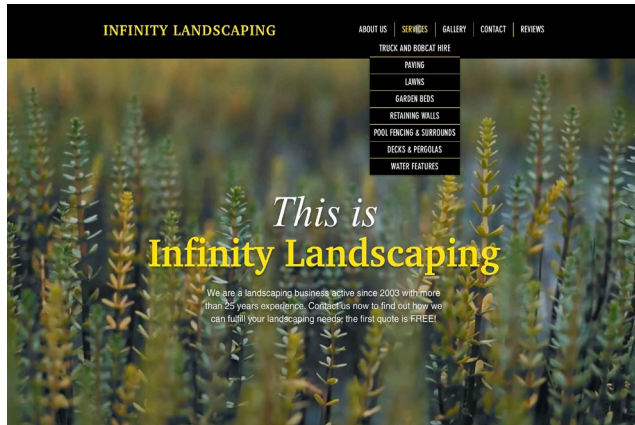 INFINITY LANDSCAPING
ABOUT US
SERVICES
GALLERY
CONTACT
REVIEWS
TRUCK AND BOBCAT HIRE
PAVING
LAWNS
GARDEN BEDS
RETAINING WALLS
POOL FENCING & SURROUNDS
DECKS & PERGOLAS
WATER FEATURES
This is
Infinity Landscaping
We are a landscaping business active since 2003 with more
than 25 years experience. Contact us now to find out how we
can fulfill your landscaping needs; the first quote is FREE!